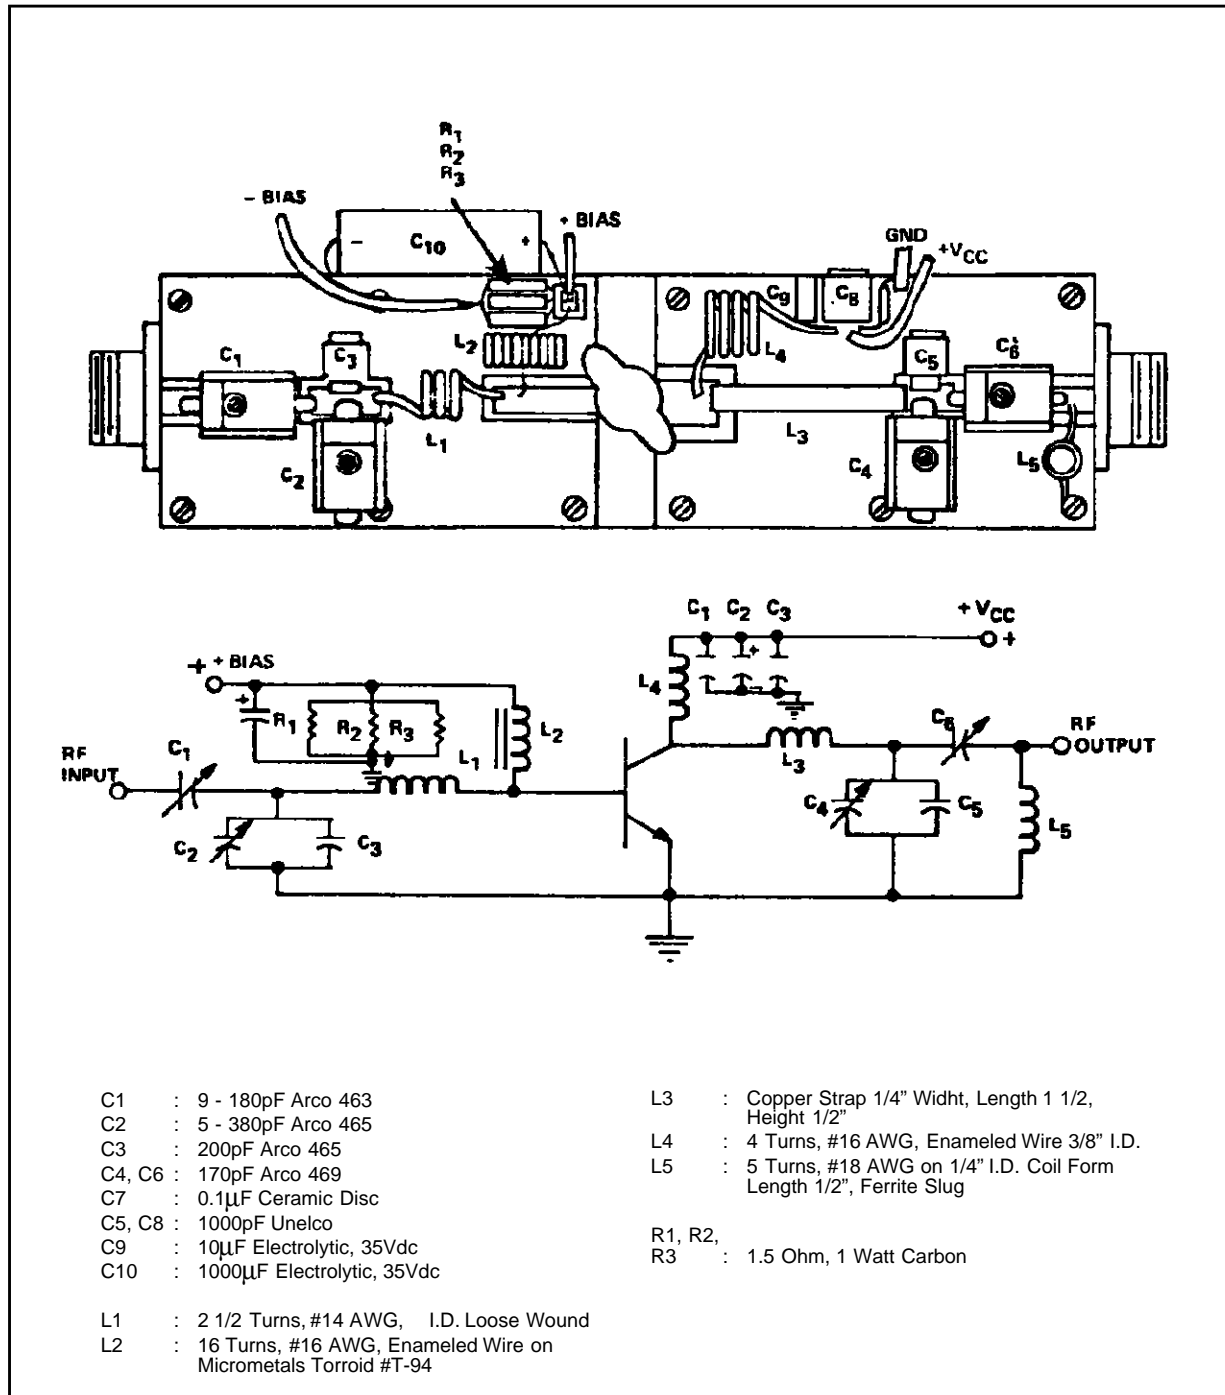 R1
R2
R3
- BIAS
+ BIAS
- C10 +
GND
+VCC
C9
C8
L2
L4
C1
C3
C5
C6
L1
L3
C2
C4
L5
C1 C2 C3
+ VCC
+
+ + BIAS
L4
+
+
-
R1
R2
R3
L2
C6
RF
OUTPUT
RF
INPUT
C1
L1
L3
C4
C5
L5
C2
C3
C1 : 9 - 180pF Arco 463
C2 : 5 - 380pF Arco 465
C3 : 200pF Arco 465
C4, C6 : 170pF Arco 469
C7 : 0.1μF Ceramic Disc
C5, C8 : 1000pF Unelco
C9 : 10μF Electrolytic, 35Vdc
C10 : 1000μF Electrolytic, 35Vdc
L1 : 2 1/2 Turns, #14 AWG, I.D. Loose Wound
L2 : 16 Turns, #16 AWG, Enameled Wire on
Micrometals Torroid #T-94
L3 : Copper Strap 1/4” Widht, Length 1 1/2,
Height 1/2”
L4 : 4 Turns, #16 AWG, Enameled Wire 3/8” I.D.
L5 : 5 Turns, #18 AWG on 1/4” I.D. Coil Form
Length 1/2”, Ferrite Slug
R1, R2,
R3 : 1.5 Ohm, 1 Watt Carbon